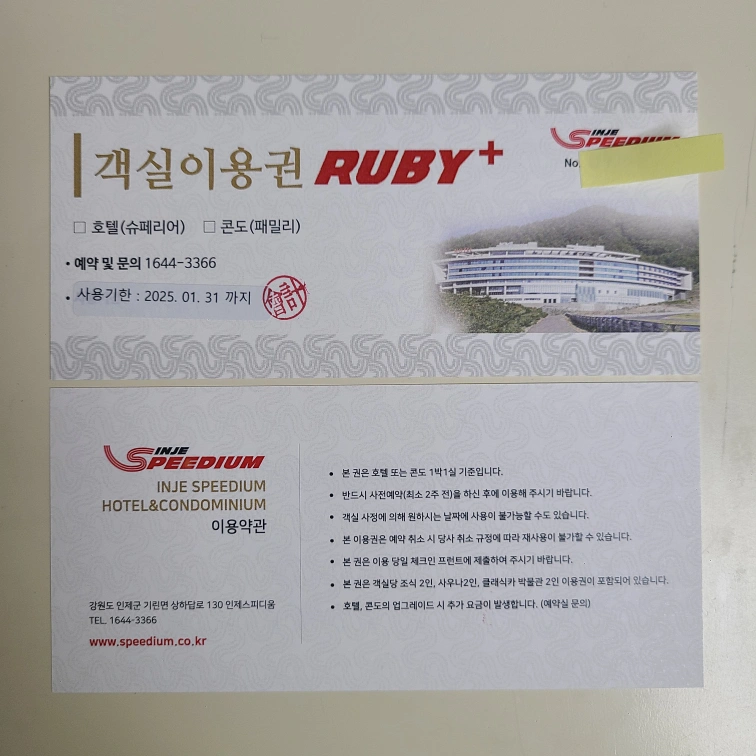 객실이용권 RUBY+
INJE
SPEEDIUM
No.
□ 호텔(슈페리어) □ 콘도(패밀리)
• 예약 및 문의 1644-3366
• 사용기한 : 2025. 01. 31 까지
INJE
SPEEDIUM
INJE SPEEDIUM
HOTEL&CONDOMINIUM
이용약관
강원도 인제군 기린면 상하답로 130 인제스피디움
TEL. 1644-3366
www.speedium.co.kr
• 본 권은 호텔 또는 콘도 1박1실 기준입니다.
• 반드시 사전예약(최소 2주 전)을 하신 후에 이용해 주시기 바랍니다.
• 객실 사정에 의해 원하시는 날짜에 사용이 불가능할 수도 있습니다.
• 본 이용권은 예약 취소 시 당사 취소 규정에 따라 재사용이 불가할 수 있습니다.
• 본 권은 이용 당일 체크인 프런트에 제출하여 주시기 바랍니다.
• 본 권은 객실당 조식 2인, 사우나2인, 클래식카 박물관 2인 이용권이 포함되어 있습니다.
• 호텔, 콘도의 업그레이드 시 추가 요금이 발생합니다. (예약실 문의)